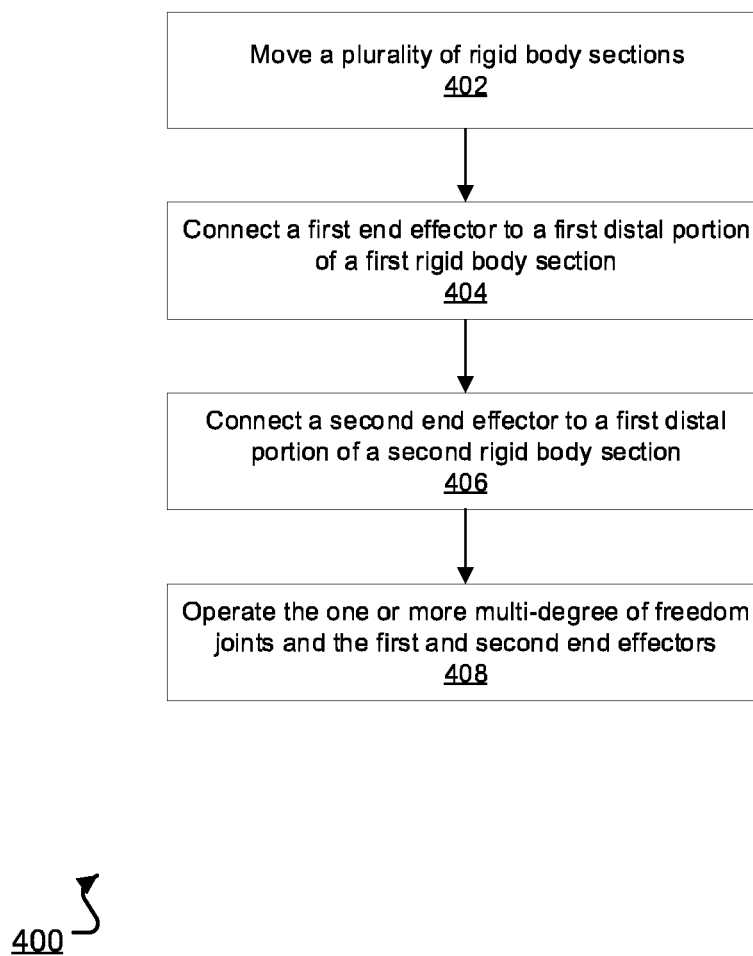 Move a plurality of rigid body sections
402
Connect a first end effector to a first distal portion
of a first rigid body section
404
Connect a second end effector to a first distal
portion of a second rigid body section
406
Operate the one or more multi-degree of freedom
joints and the first and second end effectors
408
400